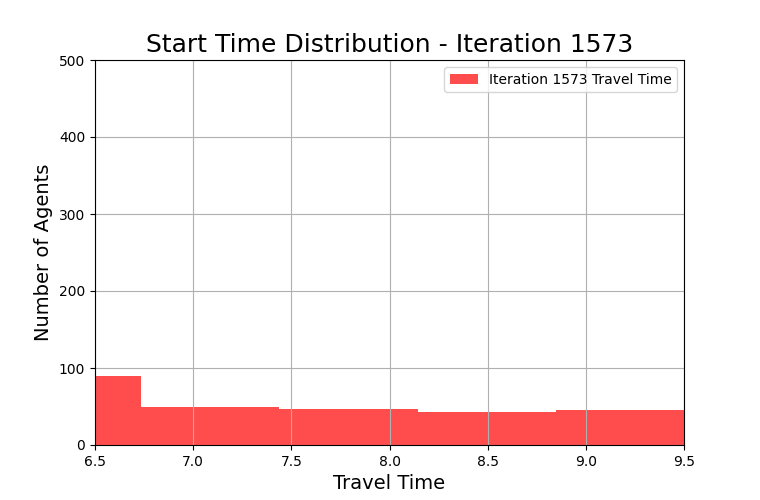 Start Time Distribution - Iteration 1573
Iteration 1573 Travel Time
Number of Agents
500
400
300
200
100
0
6.5 7.0 7.5 8.0 8.5 9.0 9.5
Travel Time